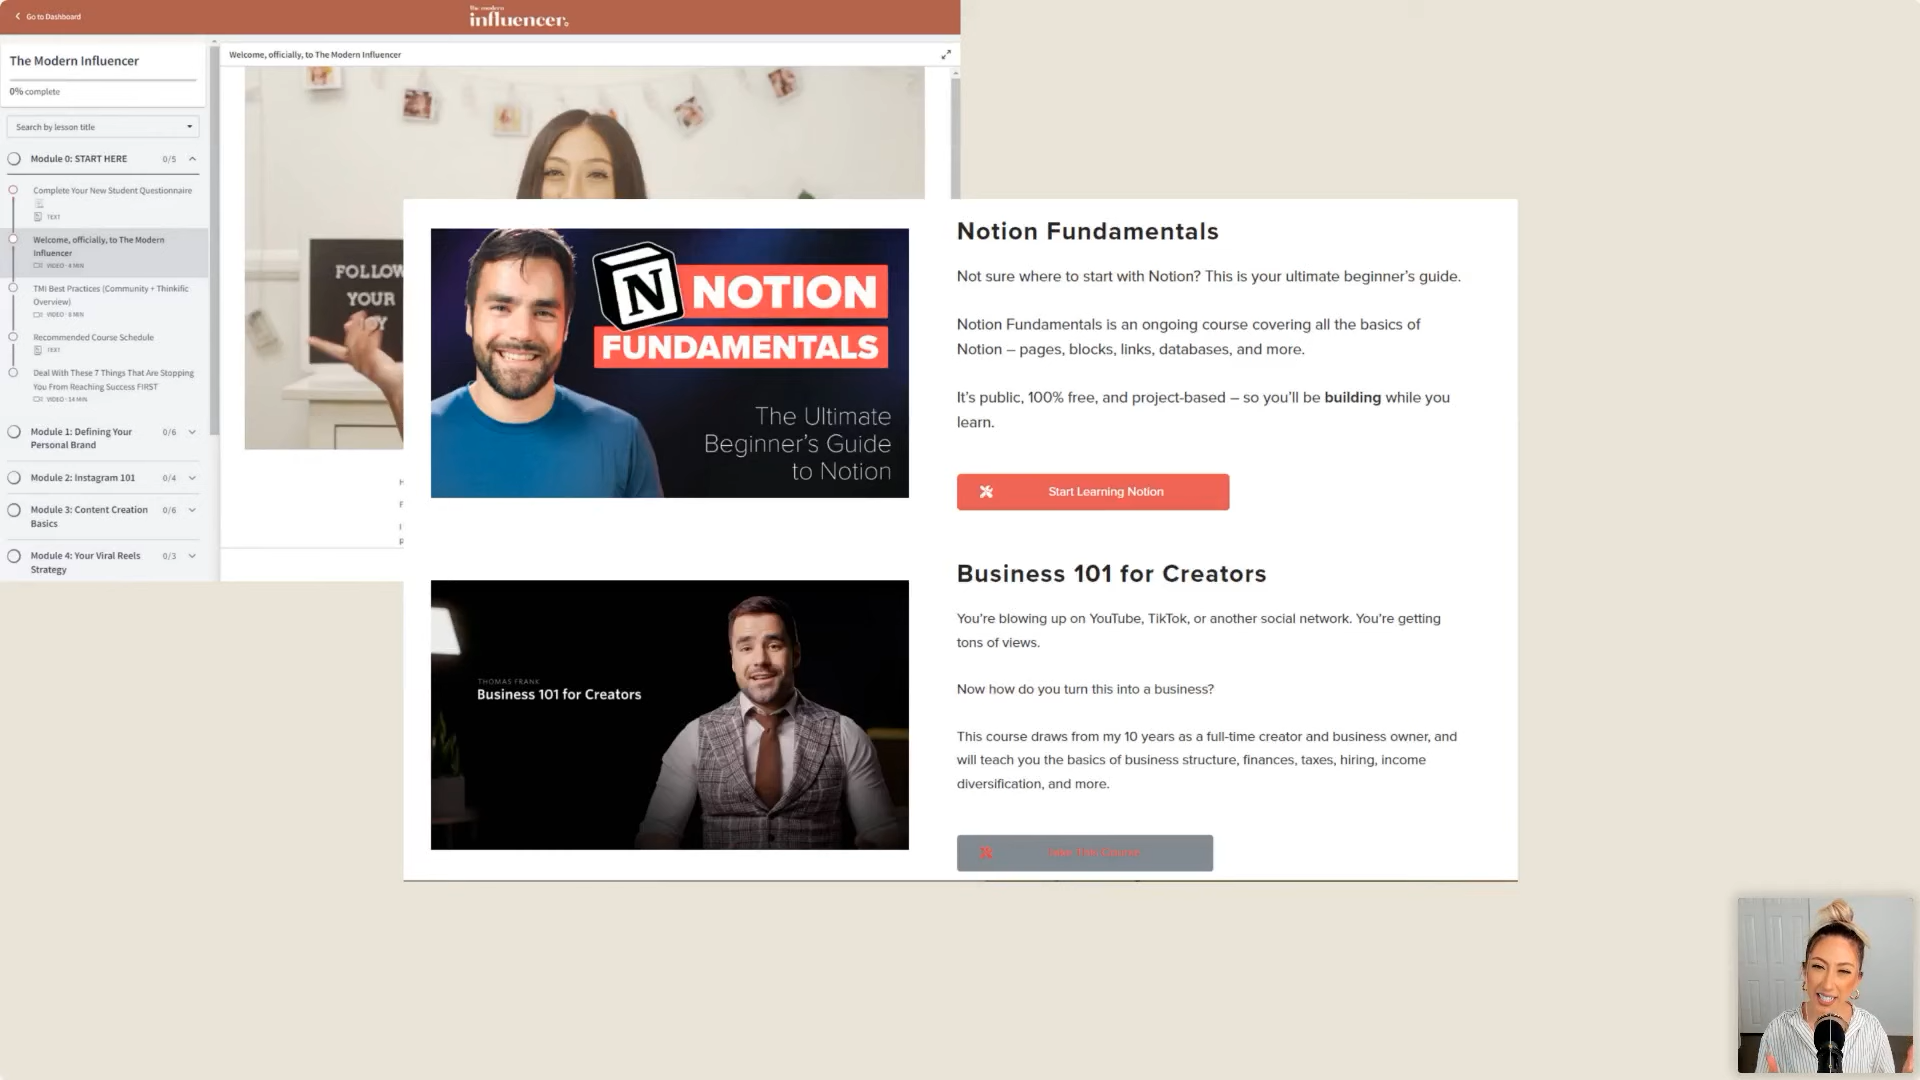 Go to Dashboard
The modern
influencer
The Modern Influencer
0% complete
Search by lesson title
Module 0: START HERE 0/5
Complete Your New Student Questionnaire
TEXT
Welcome, officially, to The Modern
Influencer
VIDEO · 4 MIN
TMI Best Practices (Community + Thinkific
Overview)
VIDEO · 8 MIN
Recommended Course Schedule
TEXT
Deal With These 7 Things That Are Stopping
You From Reaching Success FIRST
VIDEO · 14 MIN
Module 1: Defining Your 0/6
Personal Brand
Module 2: Instagram 101 0/4
Module 3: Content Creation 0/6
Basics
Module 4: Your Viral Reels 0/3
Strategy
Welcome, officially, to The Modern Influencer
FOLLOW
YOUR
N NOTION
FUNDAMENTALS
The Ultimate
Beginner's Guide
to Notion
Notion Fundamentals
Not sure where to start with Notion? This is your ultimate beginner's guide.
Notion Fundamentals is an ongoing course covering all the basics of
Notion – pages, blocks, links, databases, and more.
It's public, 100% free, and project-based – so you'll be building while you
learn.
Start Learning Notion
THOMAS FRANK
Business 101 for Creators
Business 101 for Creators
You're blowing up on YouTube, TikTok, or another social network. You're getting
tons of views.
Now how do you turn this into a business?
This course draws from my 10 years as a full-time creator and business owner, and
will teach you the basics of business structure, finances, taxes, hiring, income
diversification, and more.